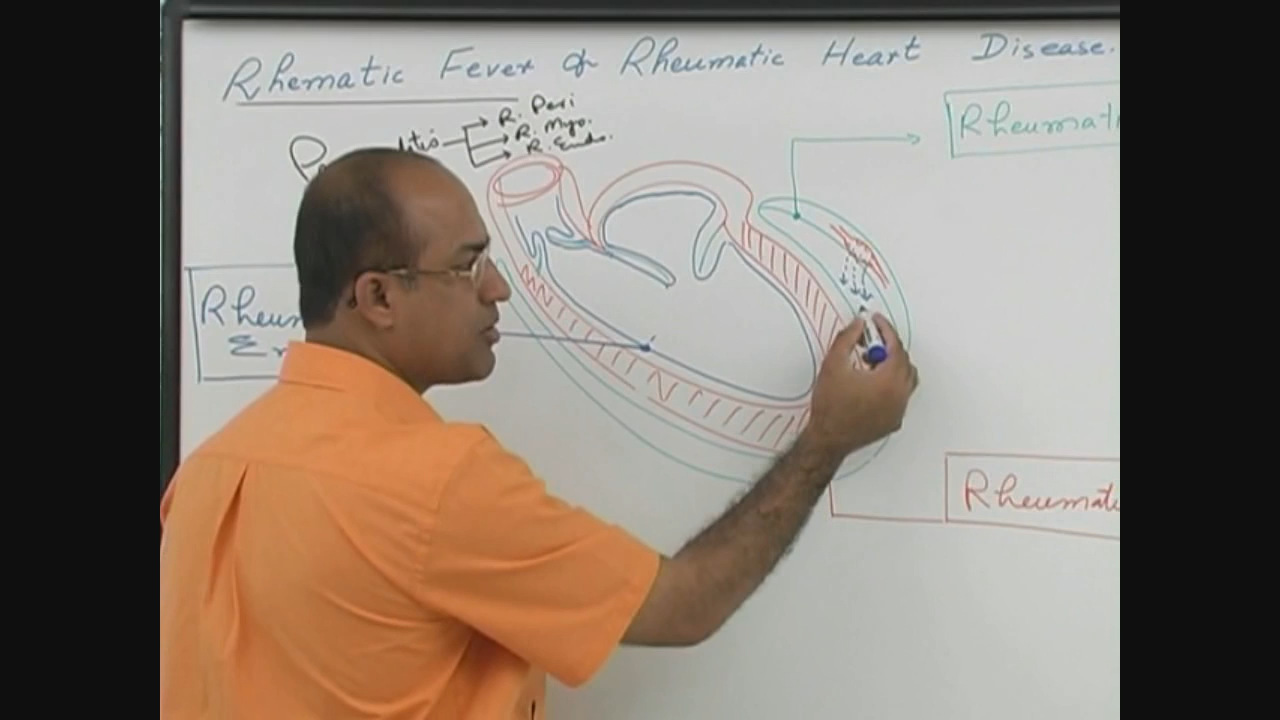 Rhematic Fever & Rheumatic Heart Disease.
R. Peri
R. Myo.
R. Endo.
Rheumati
Rheum
Rheumati